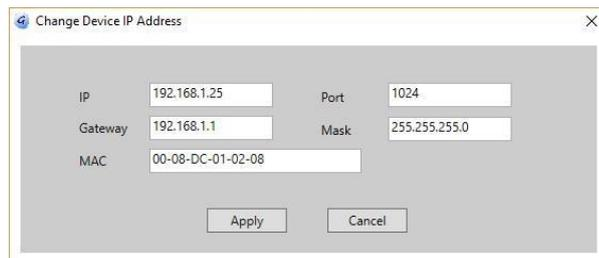 Change Device IP Address
IP 192.168.1.25 Port 1024
Gateway 192.168.1.1 Mask 255.255.255.0
MAC 00-08-DC-01-02-08
Apply Cancel